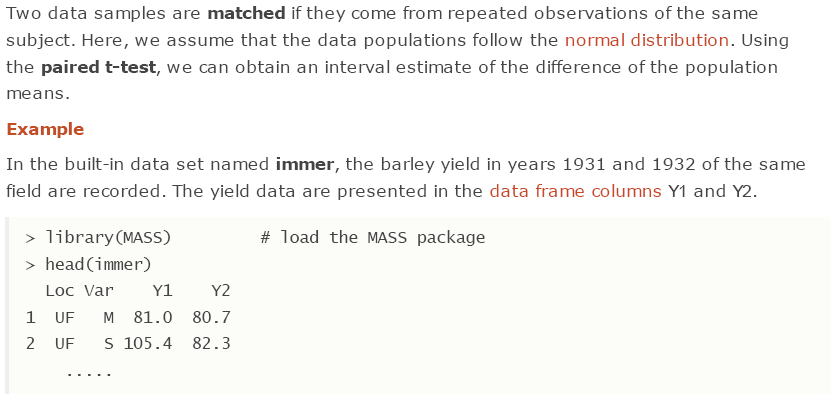 Two data samples are matched if they come from repeated observations of the same
subject. Here, we assume that the data populations follow the normal distribution. Using
the paired t-test, we can obtain an interval estimate of the difference of the population
means.
Example
In the built-in data set named immer, the barley yield in years 1931 and 1932 of the same
field are recorded. The yield data are presented in the data frame columns Y1 and Y2.
> library(MASS)         # load the MASS package
> head(immer)
  Loc Var    Y1    Y2
1  UF   M  81.0  80.7
2  UF   S 105.4  82.3
    .....